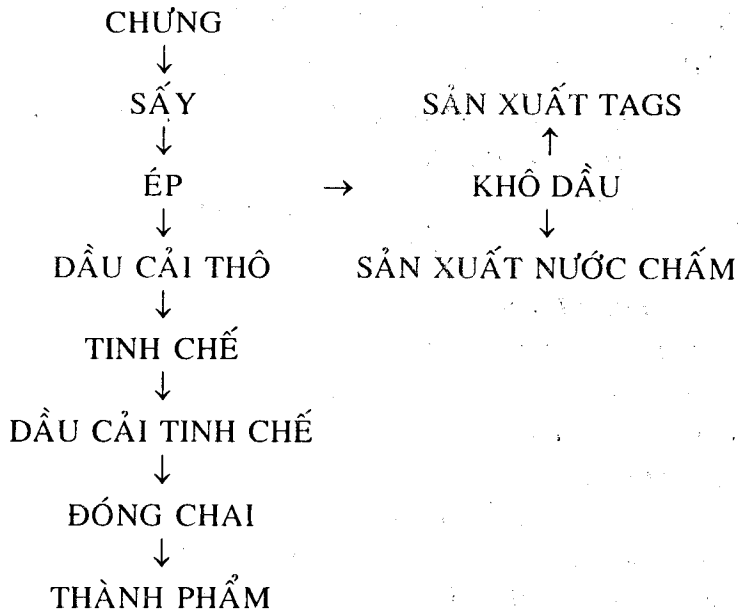 CHƯNG
↓
SẤY SẢN XUẤT TAGS
↓ ↑
ÉP → KHÔ DẦU
↓ ↓
DẦU CẢI THÔ SẢN XUẤT NƯỚC CHẤM
↓
TINH CHẾ
↓
DẦU CẢI TINH CHẾ
↓
ĐÓNG CHAI
↓
THÀNH PHẨM